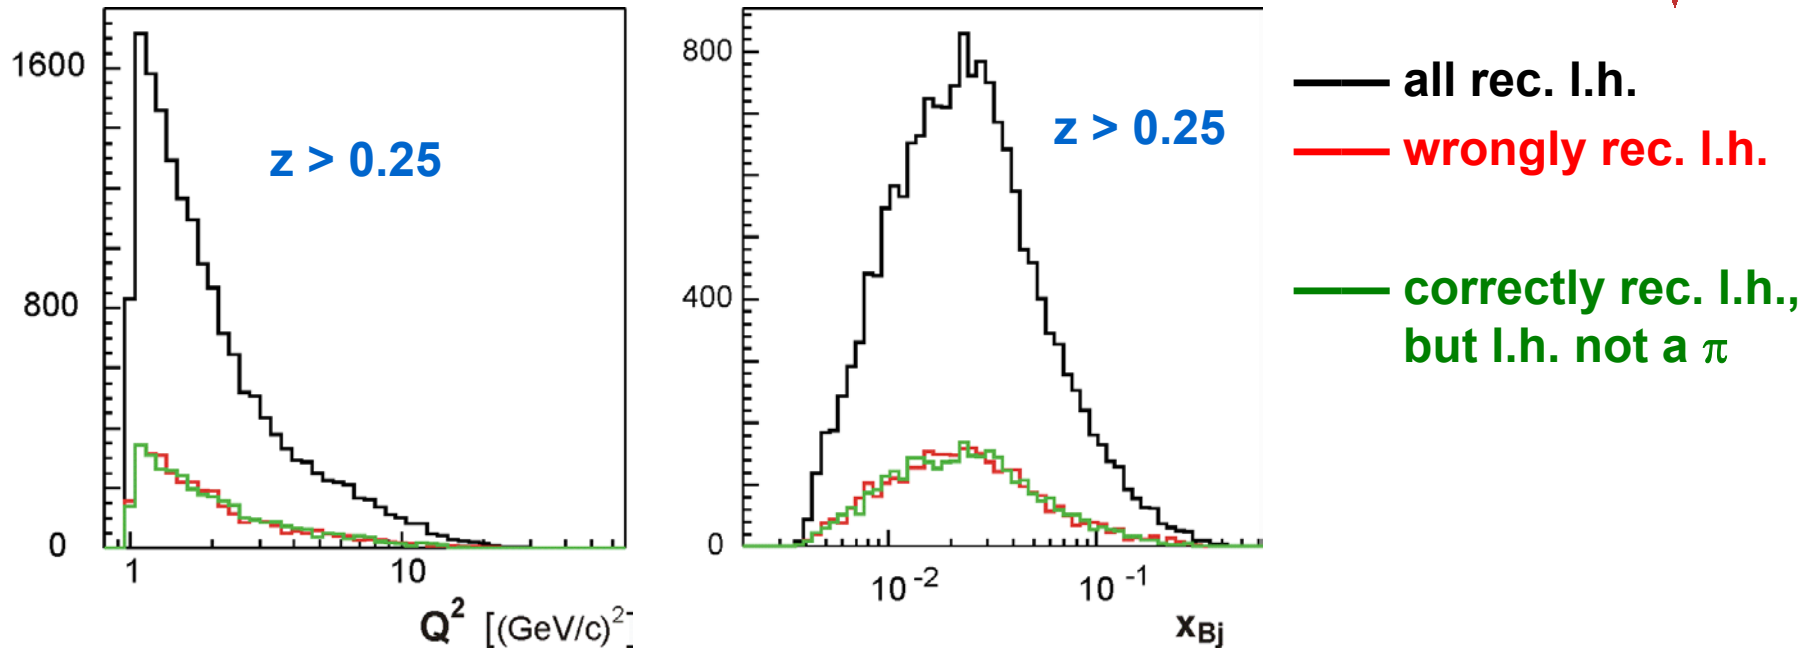 1600
800
0
z > 0.25
1
10
Q² [(GeV/c)²]
800
400
0
z > 0.25
10⁻²
10⁻¹
x_Bj
all rec. l.h.
wrongly rec. l.h.
correctly rec. l.h.,
but l.h. not a π